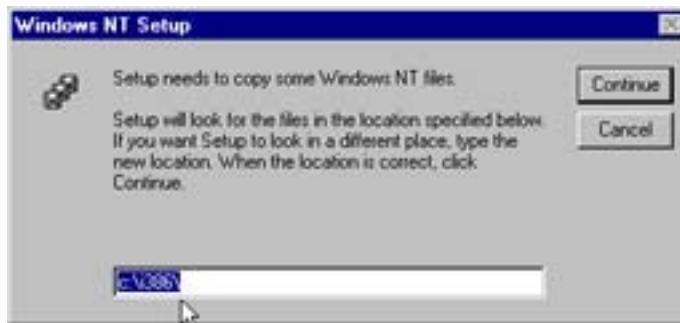 Windows NT Setup
Setup needs to copy some Windows NT files.
Continue
Setup will look for the files in the location specified below.
If you want Setup to look in a different place, type the
new location. When the location is correct, click
Continue.
Cancel
c:\i386\